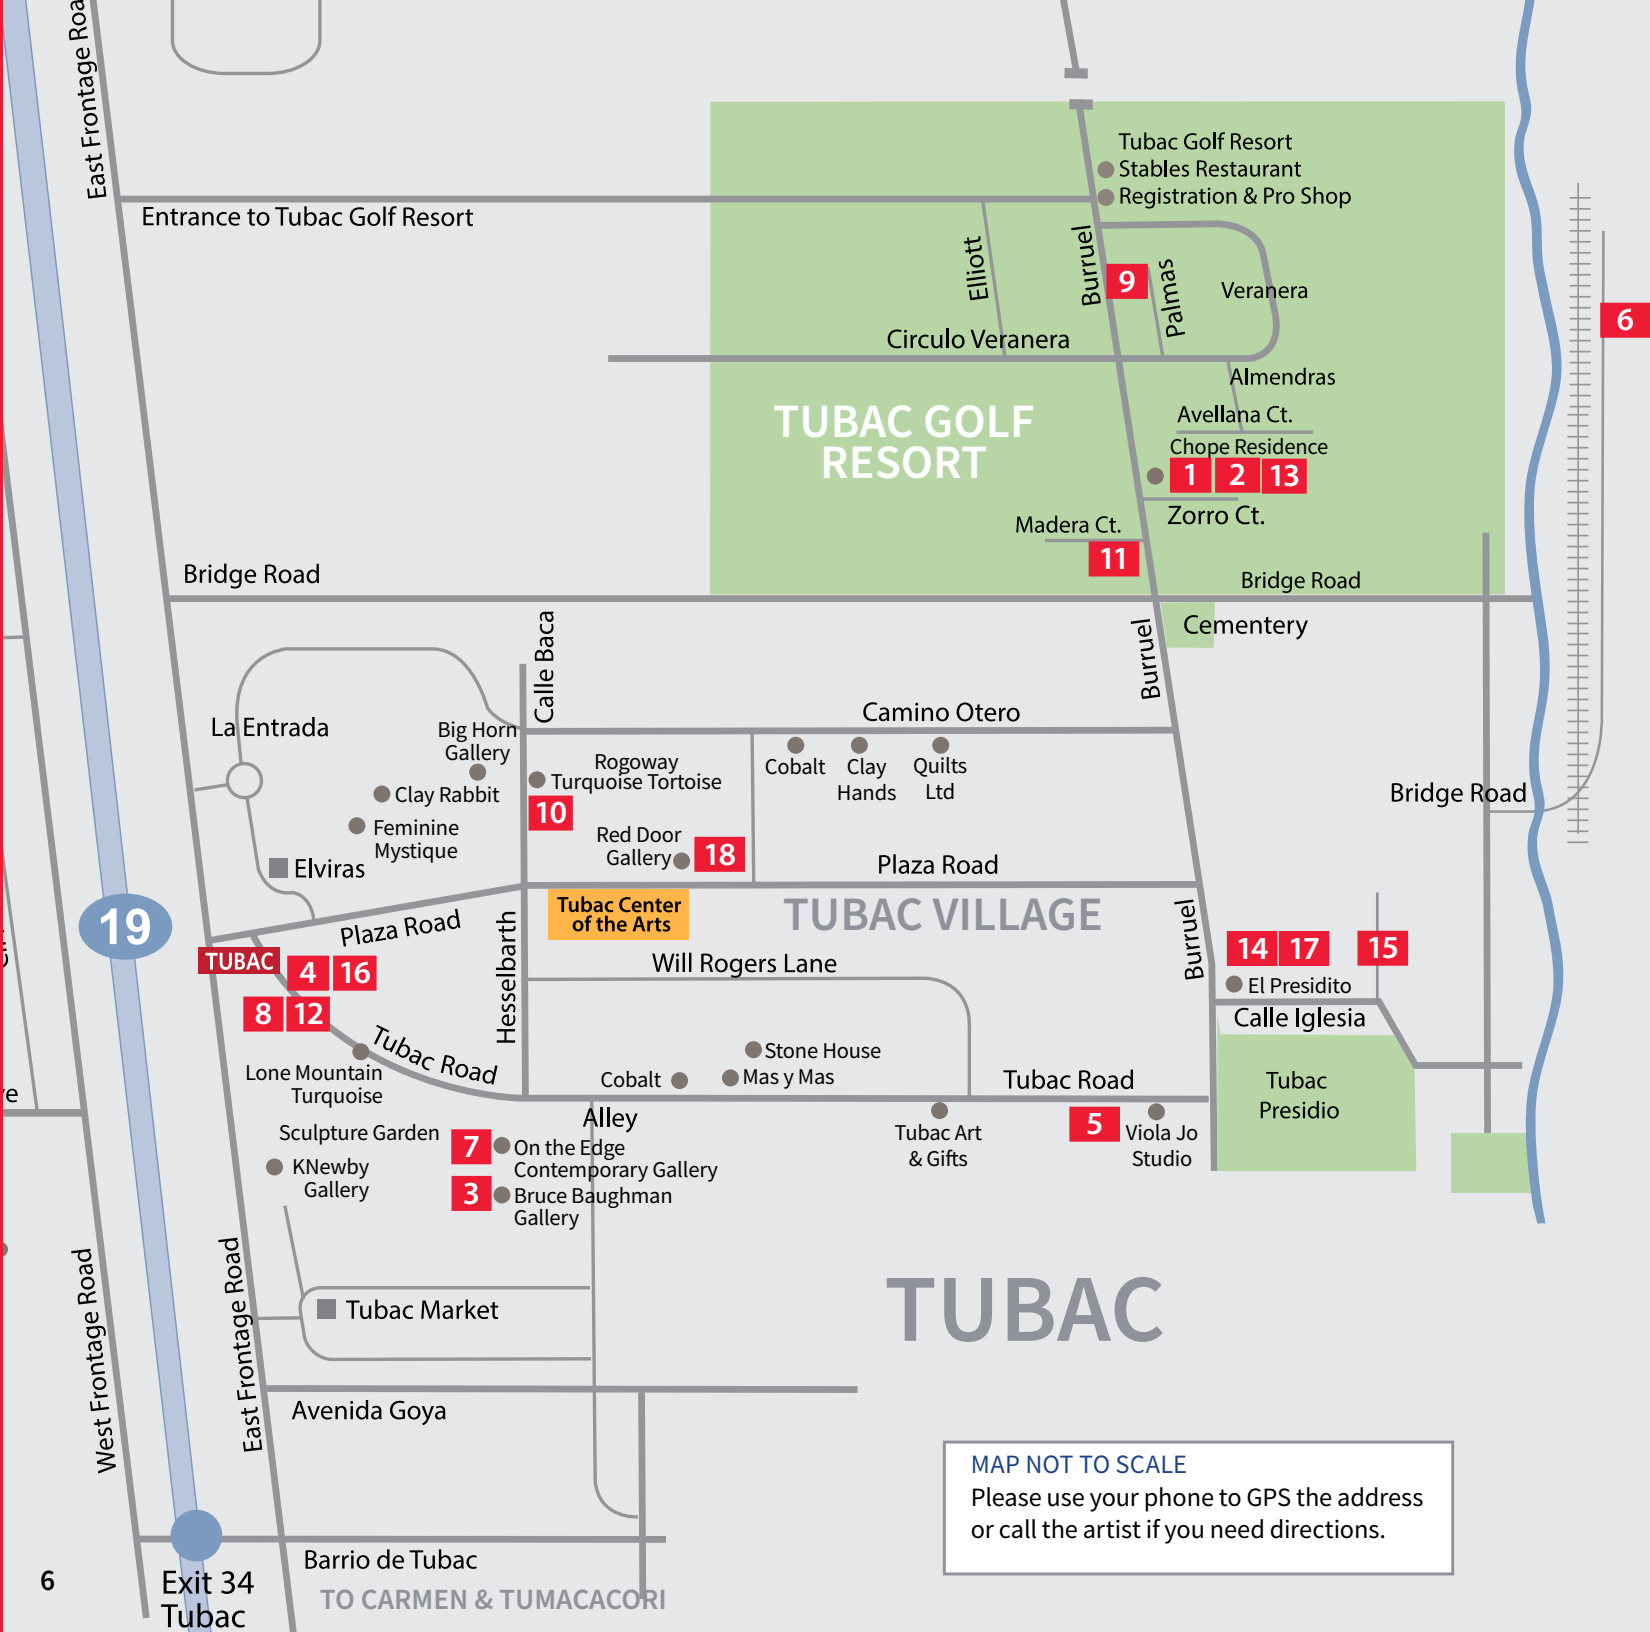 East Frontage Roa
Tubac Golf Resort
Stables Restaurant
Registration & Pro Shop
Entrance to Tubac Golf Resort
Elliott
Burruel
9
Palmas
Veranera
6
Circulo Veranera
Almendras
TUBAC GOLF
RESORT
Avellana Ct.
Chope Residence
1 2 13
Zorro Ct.
Madera Ct.
11
Bridge Road
Bridge Road
Cementery
Calle Baca
Burruel
La Entrada
Camino Otero
Big Horn
Gallery
Clay Rabbit
Feminine
Mystique
Elviras
Rogoway
Turquoise Tortoise
10
Red Door
Gallery
18
Cobalt
Clay
Hands
Quilts
Ltd
Bridge Road
Plaza Road
19
Plaza Road
Tubac Center
of the Arts
TUBAC VILLAGE
Hesselbarth
Burruel
TUBAC
4 16
8 12
Will Rogers Lane
14 17 15
El Presidito
Calle Iglesia
Tubac Road
Lone Mountain
Turquoise
Stone House
Cobalt
Mas y Mas
Tubac Road
Tubac
Presidio
ve
Alley
Sculpture Garden
KNewby
Gallery
7
On the Edge
Contemporary Gallery
3
Bruce Baughman
Gallery
Tubac Art
& Gifts
5
Viola Jo
Studio
West Frontage Road
East Frontage Road
Tubac Market
TUBAC
Avenida Goya
MAP NOT TO SCALE
Please use your phone to GPS the address
or call the artist if you need directions.
Barrio de Tubac
6
Exit 34
Tubac
TO CARMEN & TUMACACORI